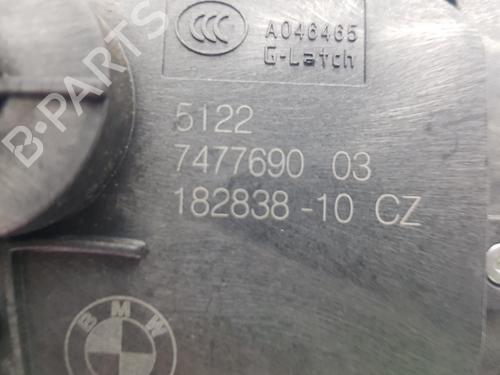 CCC
A046465
G-Latch
5122
7477690 03
182838-10 CZ
BMW
B-PARTS